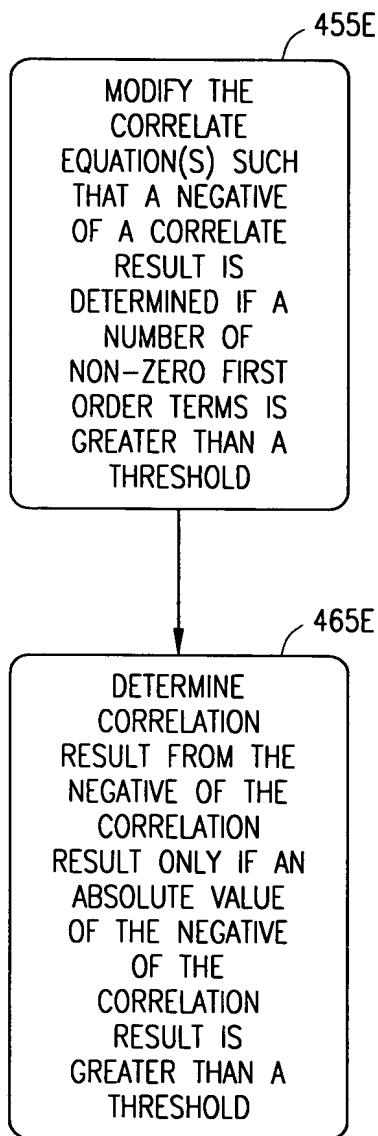 455E
MODIFY THE
CORRELATE
EQUATION(S) SUCH
THAT A NEGATIVE
OF A CORRELATE
RESULT IS
DETERMINED IF A
NUMBER OF
NON-ZERO FIRST
ORDER TERMS IS
GREATER THAN A
THRESHOLD
465E
DETERMINE
CORRELATION
RESULT FROM THE
NEGATIVE OF THE
CORRELATION
RESULT ONLY IF AN
ABSOLUTE VALUE
OF THE NEGATIVE
OF THE
CORRELATION
RESULT IS
GREATER THAN A
THRESHOLD